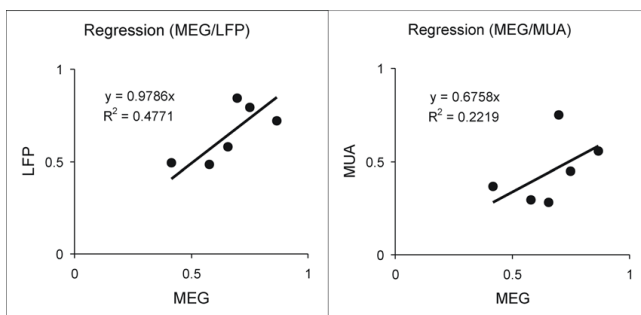 Regression (MEG/LFP)
1
y = 0.9786x
R² = 0.4771
0.5
LFP
0
0
0.5
1
MEG
Regression (MEG/MUA)
1
y = 0.6758x
R² = 0.2219
0.5
MUA
0
0
0.5
1
MEG